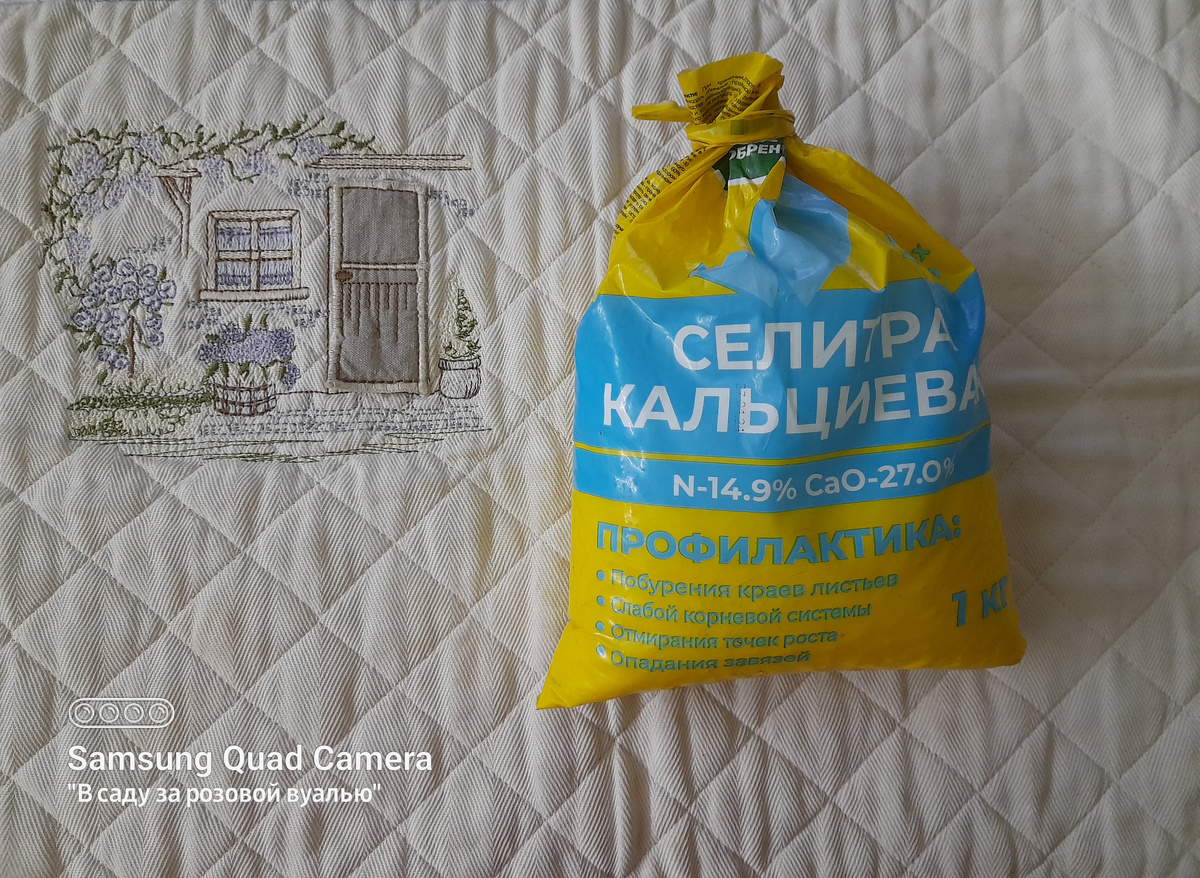 ОБРЕН
СЕЛИТРА
КАЛЬЦИЕВАЯ
N-14.9% CaO-27.0%
ПРОФИЛАКТИКА:
• Побурения краев листьев
• Слабой корневой системы
• Отмирания точек роста
• Опадания завязей
1 кг
Samsung Quad Camera
"В саду за розовой вуалью"